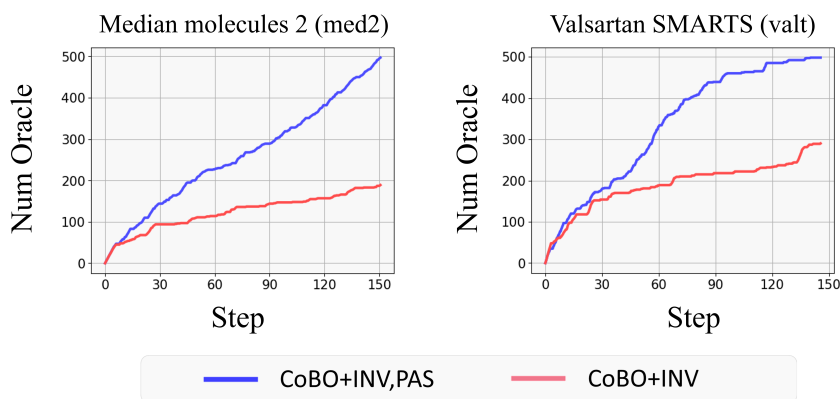 Median molecules 2 (med2)
Num Oracle
500
400
300
200
100
0
0 30 60 90 120 150
Step
Valsartan SMARTS (valt)
Num Oracle
500
400
300
200
100
0
0 30 60 90 120 150
Step
CoBO+INV,PAS
CoBO+INV